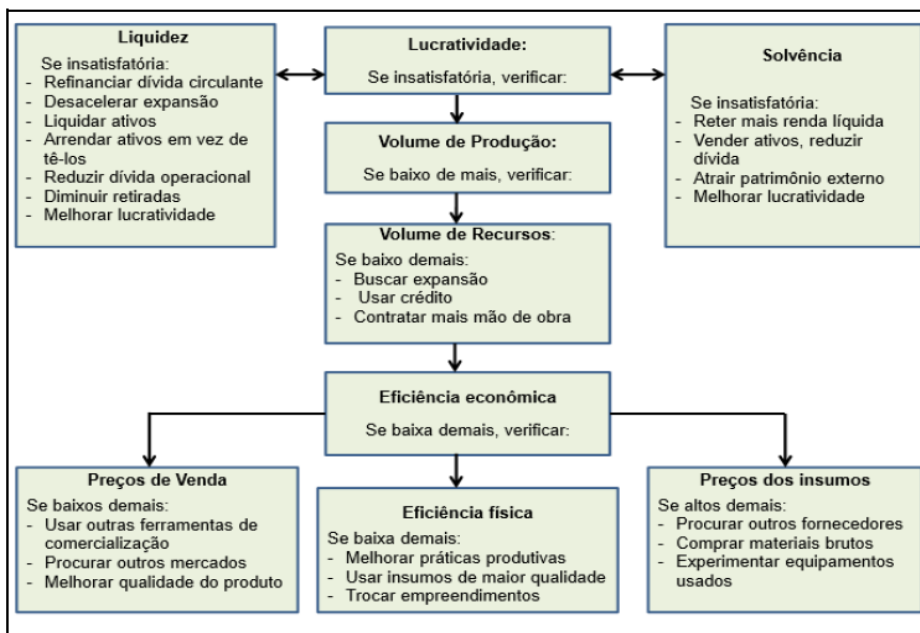 Liquidez
Se insatisfatória:
- Refinanciar dívida circulante
- Desacelerar expansão
- Liquidar ativos
- Arrendar ativos em vez de
tê-los
- Reduzir dívida operacional
- Diminuir retiradas
- Melhorar lucratividade
Lucratividade:
Se insatisfatória, verificar:
Solvência
Se insatisfatória:
- Reter mais renda líquida
- Vender ativos, reduzir
dívida
- Atrair patrimônio externo
- Melhorar lucratividade
Volume de Produção:
Se baixo de mais, verificar:
Volume de Recursos:
Se baixo demais:
- Buscar expansão
- Usar crédito
- Contratar mais mão de obra
Eficiência econômica
Se baixa demais, verificar:
Preços de Venda
Se baixos demais:
- Usar outras ferramentas de
comercialização
- Procurar outros mercados
- Melhorar qualidade do produto
Eficiência física
Se baixa demais:
- Melhorar práticas produtivas
- Usar insumos de maior qualidade
- Trocar empreendimentos
Preços dos insumos
Se altos demais:
- Procurar outros fornecedores
- Comprar materiais brutos
- Experimentar equipamentos
usados